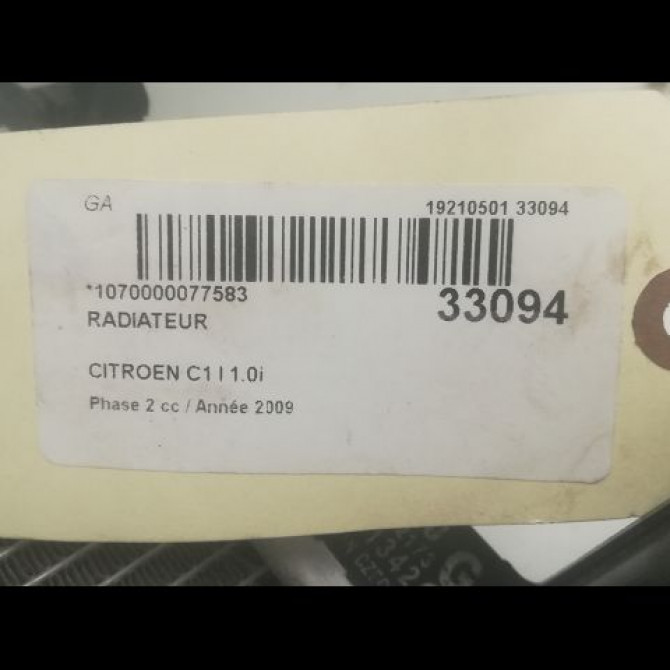 GA
19210501 33094
*1070000077583
33094
RADIATEUR
CITROEN C1 I 1.0i
Phase 2 cc / Année 2009